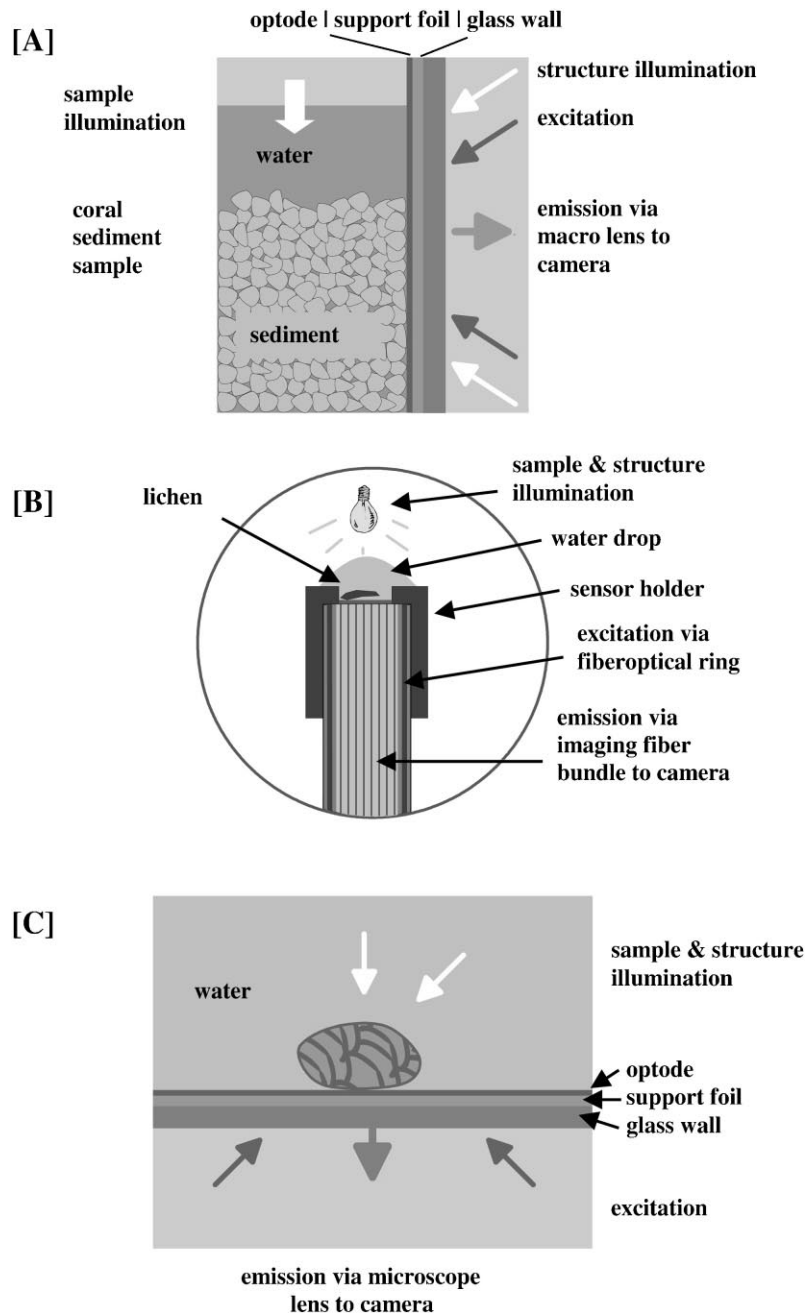 optode | support foil | glass wall
[A]
sample
illumination
structure illumination
excitation
water
coral
sediment
sample
emission via
macro lens to
camera
sediment
[B]
sample & structure
illumination
lichen
water drop
sensor holder
excitation via
fiberoptical ring
emission via
imaging fiber
bundle to camera
[C]
sample & structure
illumination
water
optode
support foil
glass wall
excitation
emission via microscope
lens to camera